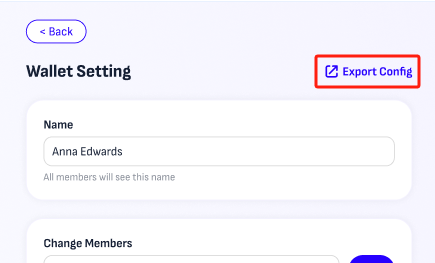 < Back
Wallet Setting
Export Config
Name
Anna Edwards
All members will see this name
Change Members